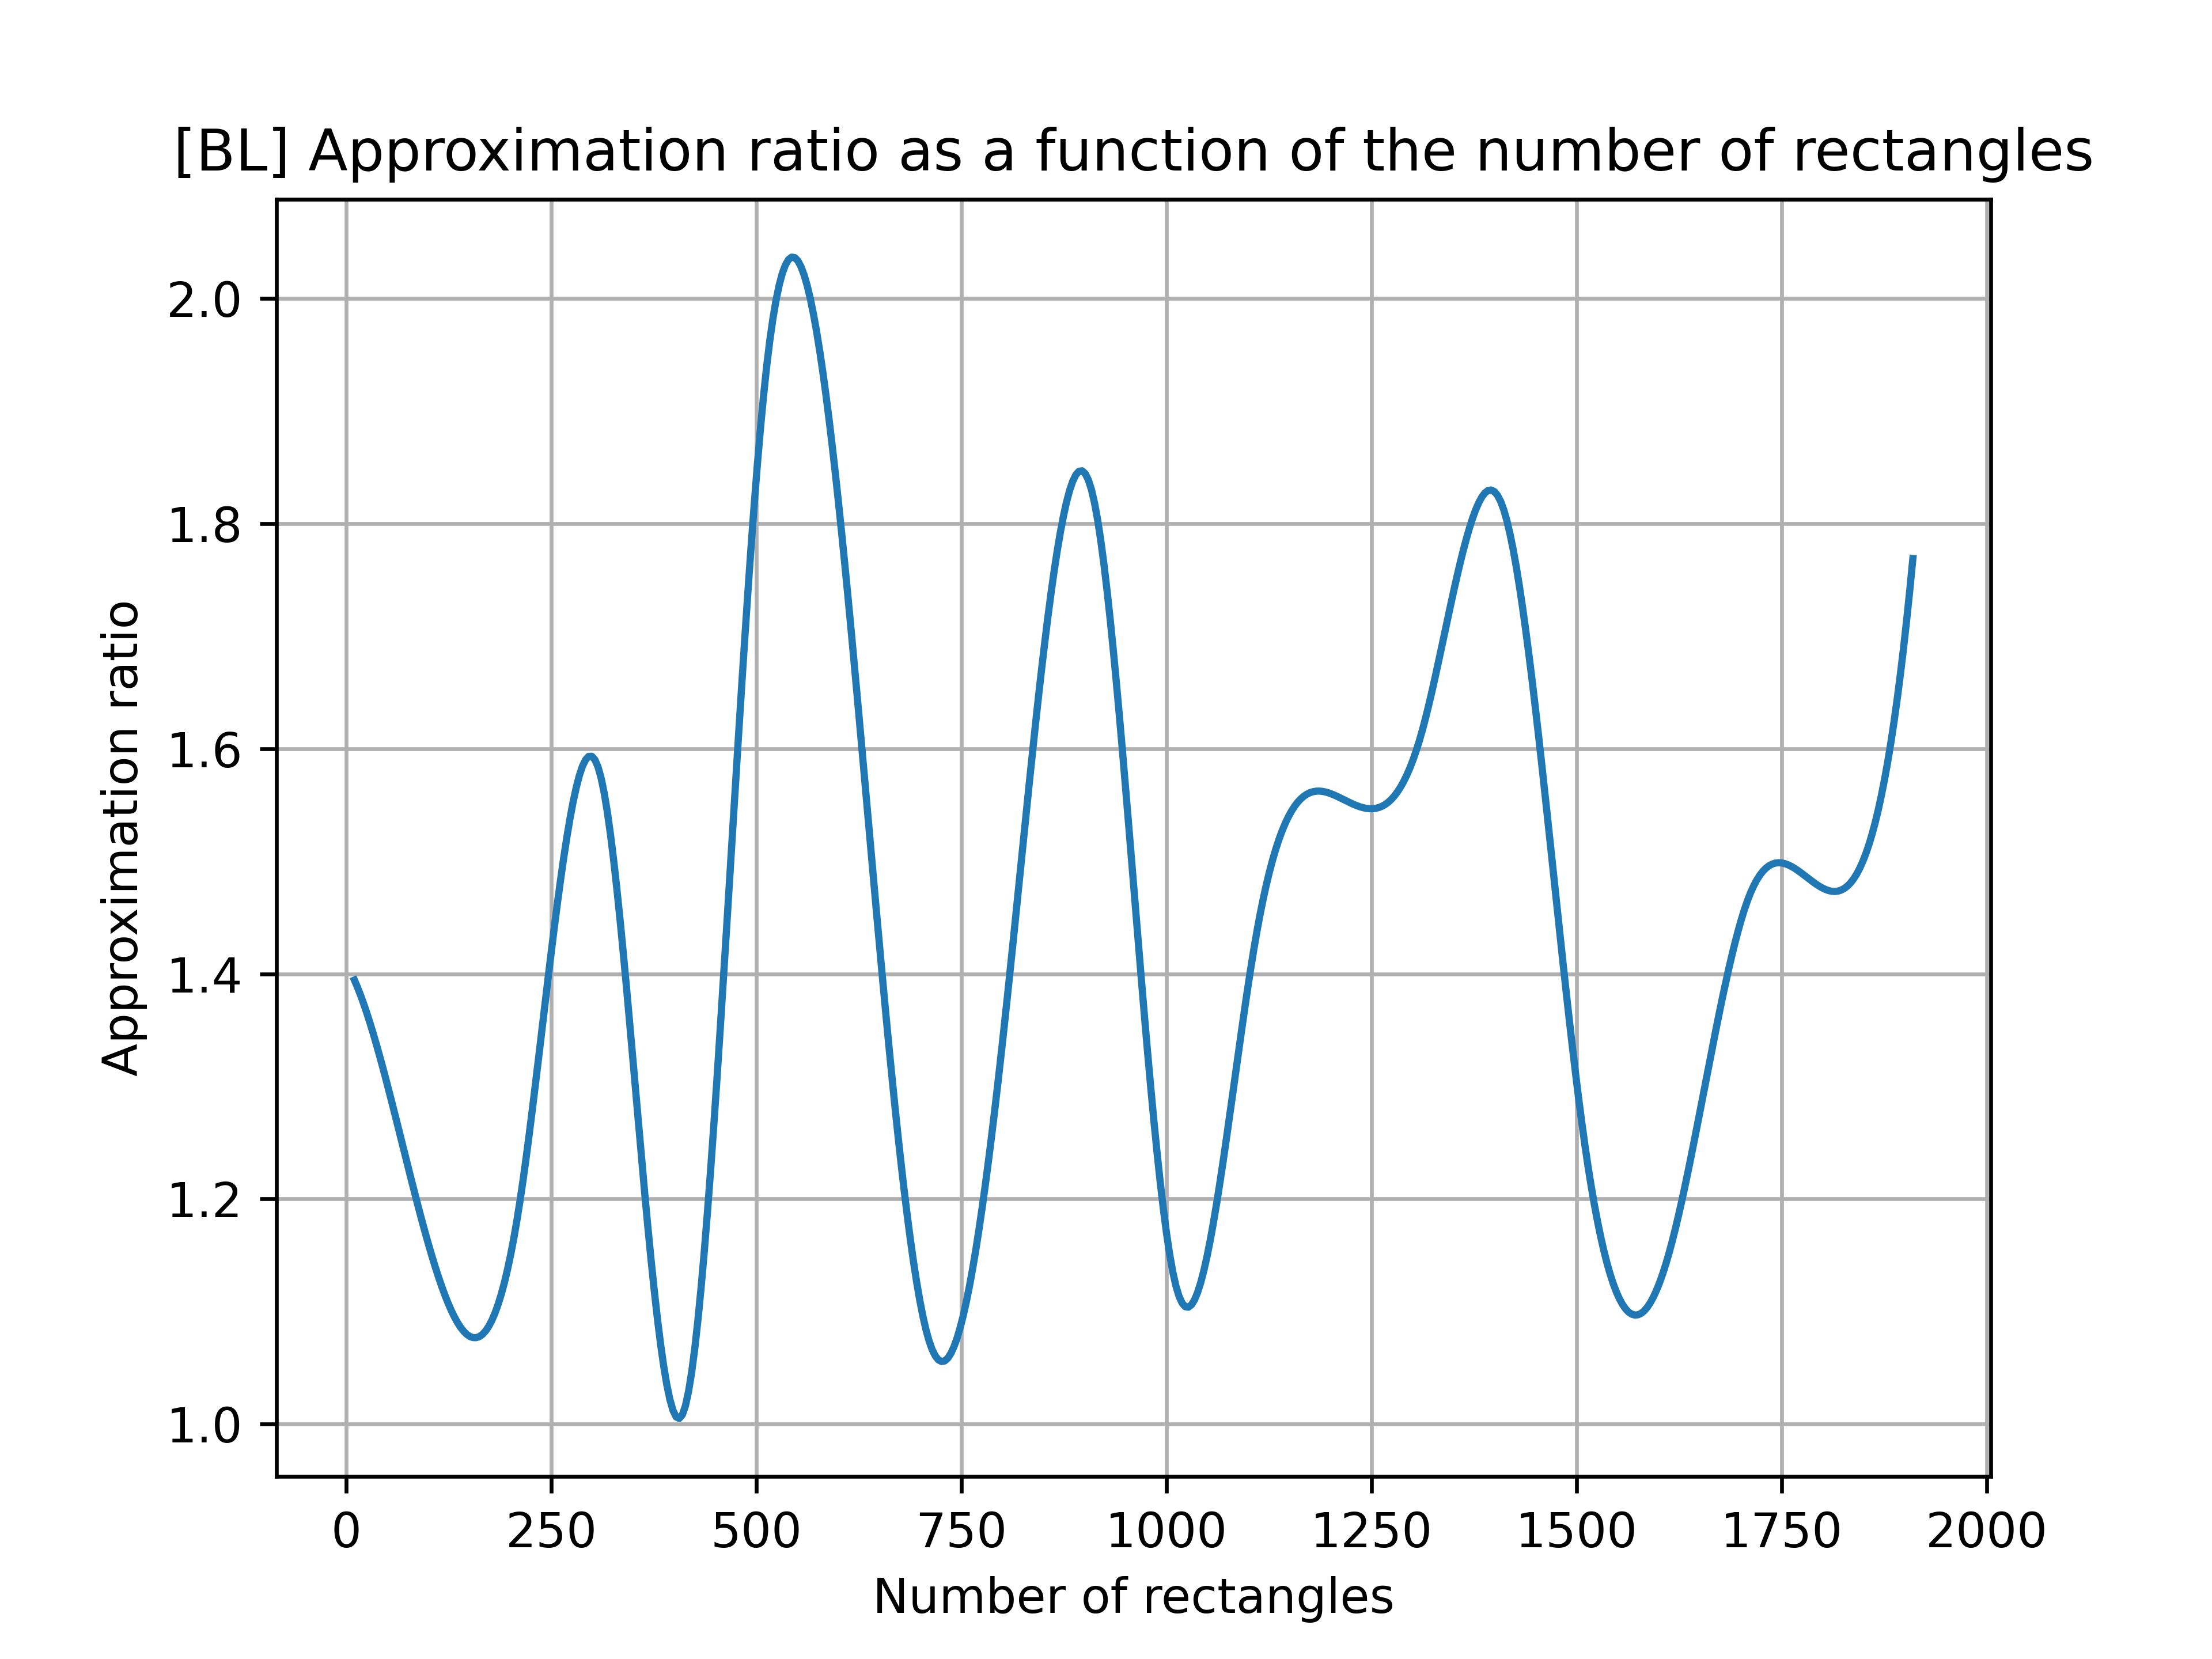 [BL] Approximation ratio as a function of the number of rectangles
Approximation ratio
2.0
1.8
1.6
1.4
1.2
1.0
0 250 500 750 1000 1250 1500 1750 2000
Number of rectangles